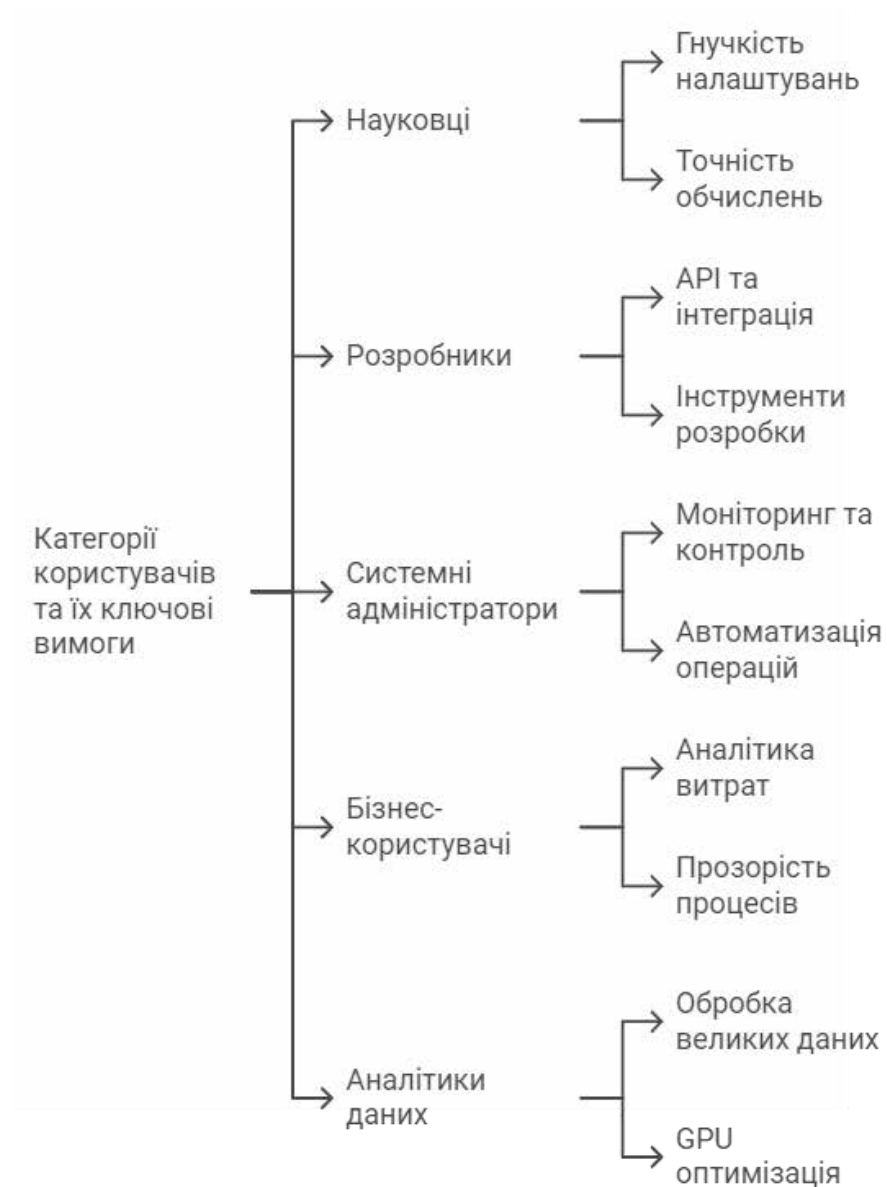 Категорії
користувачів
та їх ключові
вимоги
Науковці
Гнучкість
налаштувань
Точність
обчислень
Розробники
API та
інтеграція
Інструменти
розробки
Системні
адміністратори
Моніторинг та
контроль
Автоматизація
операцій
Бізнес-
користувачі
Аналітика
витрат
Прозорість
процесів
Аналітики
даних
Обробка
великих даних
GPU
оптимізація